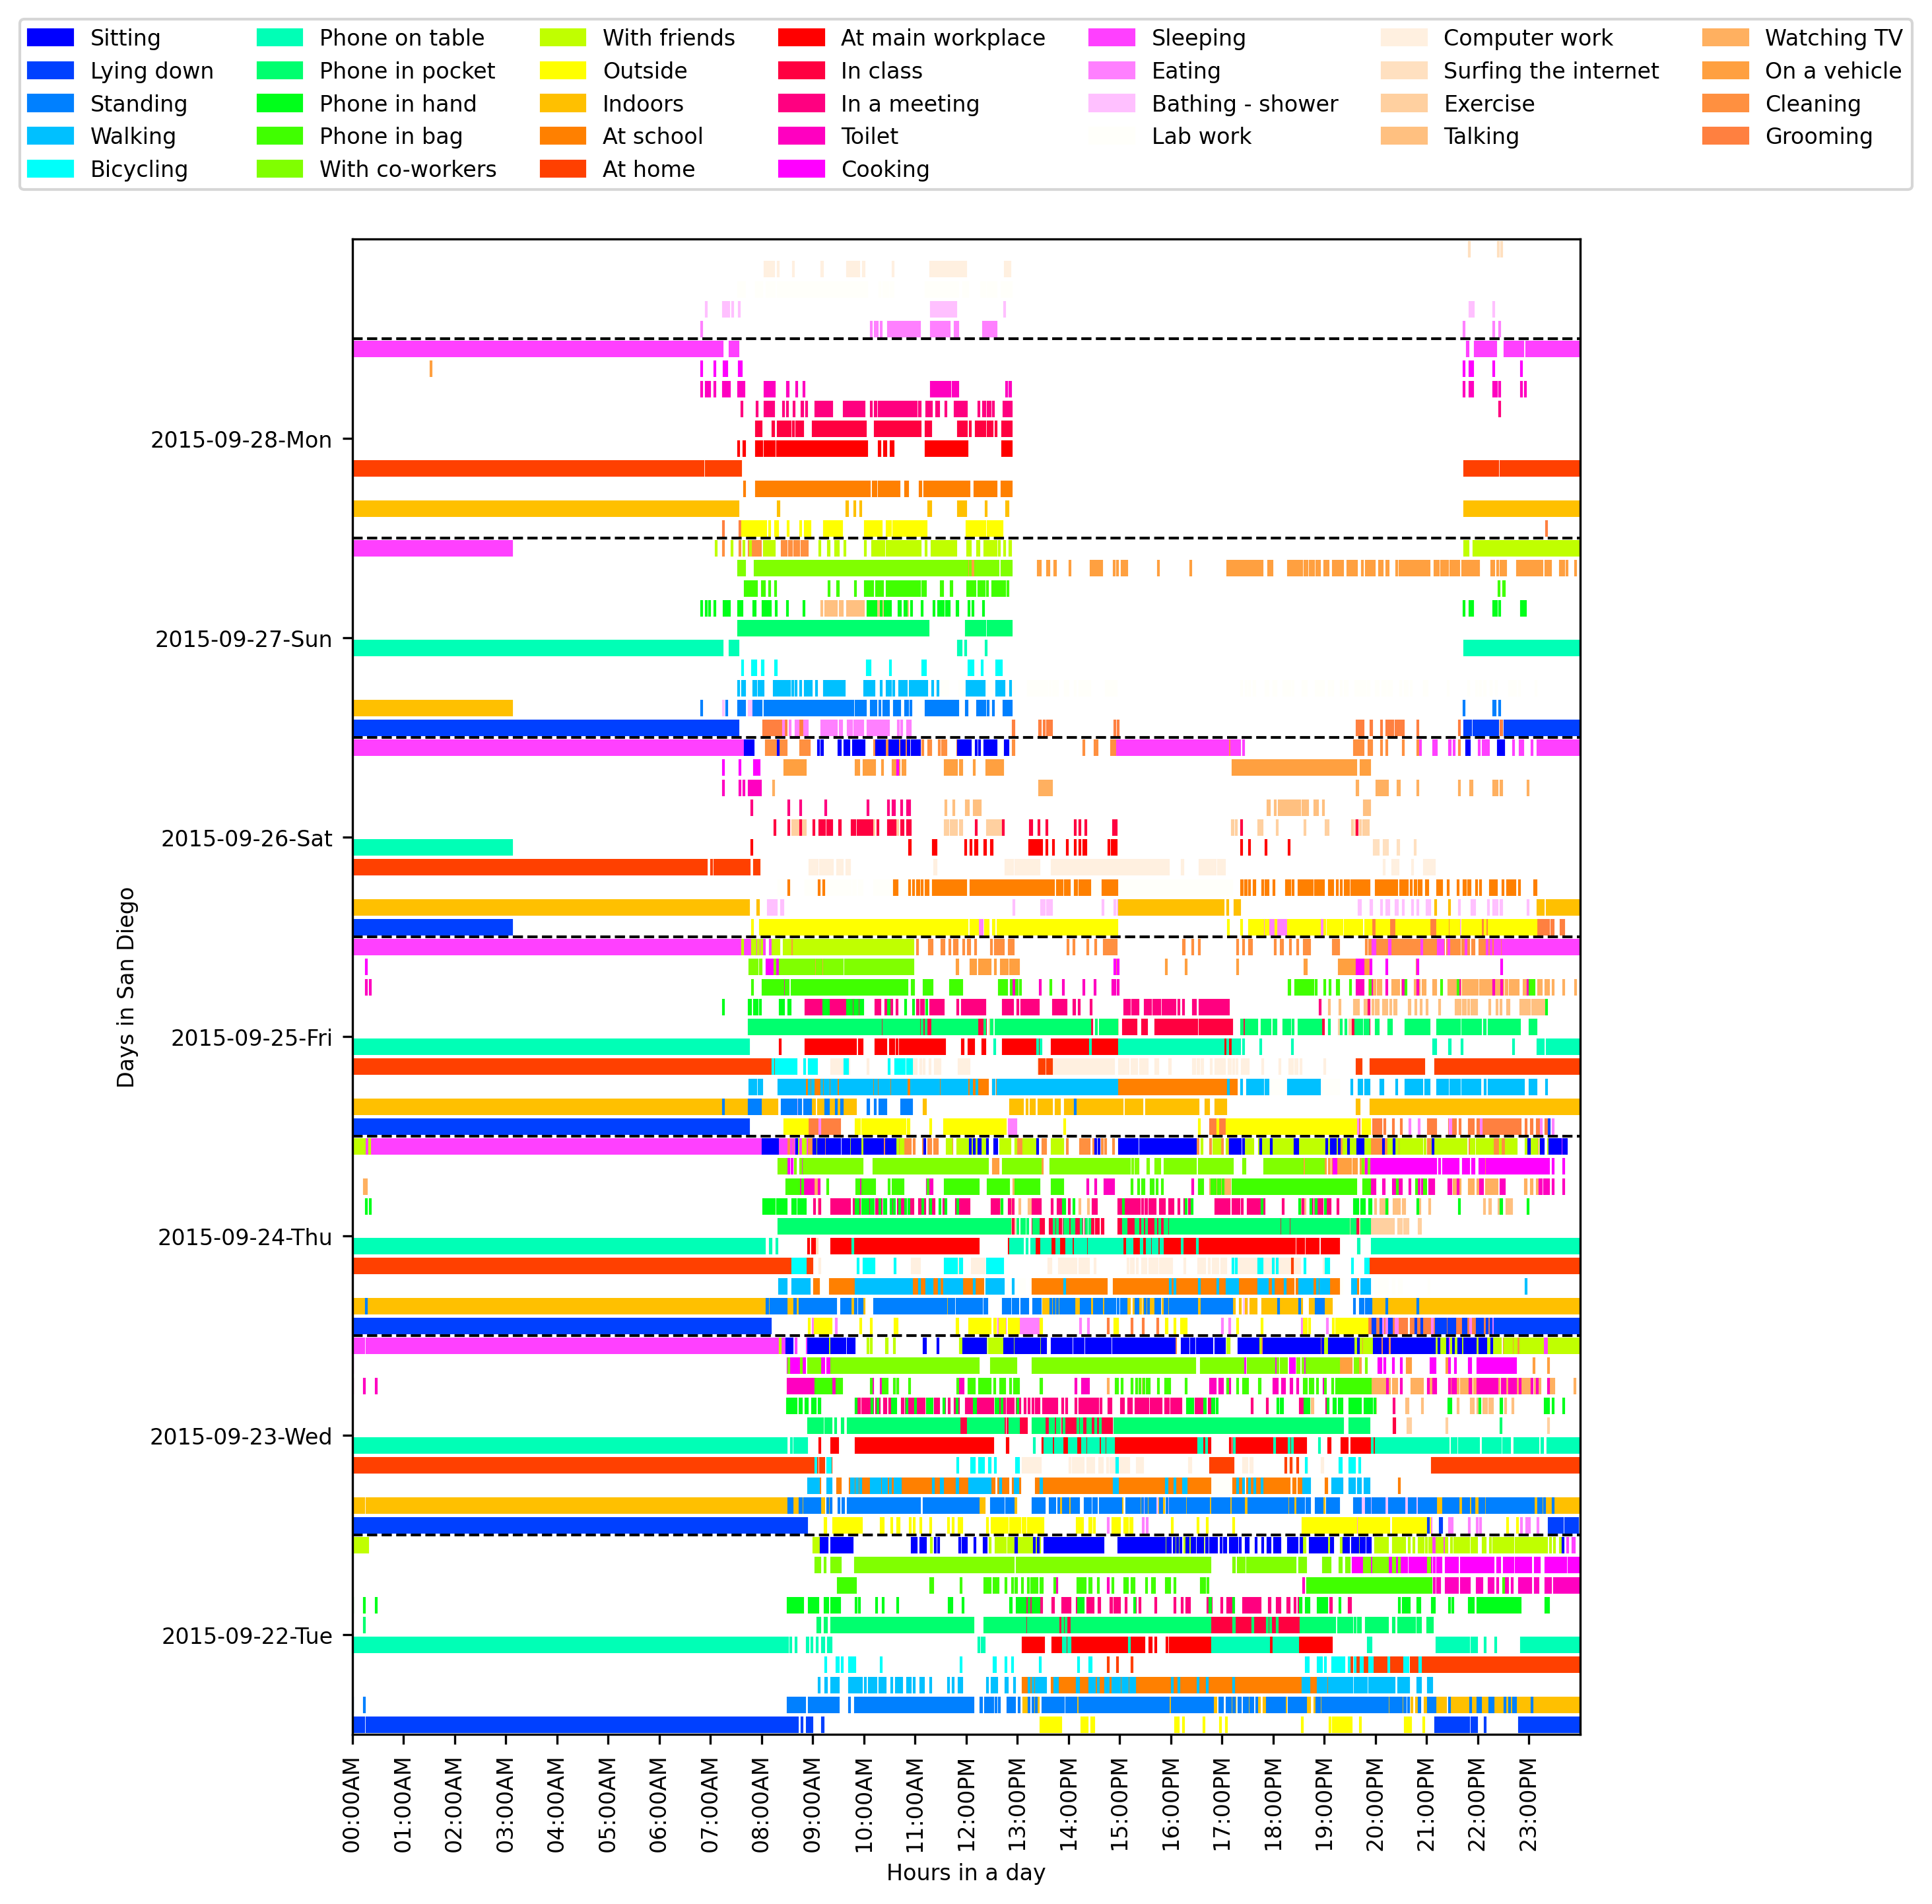 Sitting
Lying down
Standing
Walking
Bicycling
Phone on table
Phone in pocket
Phone in hand
Phone in bag
With co-workers
With friends
Outside
Indoors
At school
At home
At main workplace
In class
In a meeting
Toilet
Cooking
Sleeping
Eating
Bathing - shower
Lab work
Computer work
Surfing the internet
Exercise
Talking
Watching TV
On a vehicle
Cleaning
Grooming
Days in San Diego
2015-09-28-Mon
2015-09-27-Sun
2015-09-26-Sat
2015-09-25-Fri
2015-09-24-Thu
2015-09-23-Wed
2015-09-22-Tue
00:00AM
01:00AM
02:00AM
03:00AM
04:00AM
05:00AM
06:00AM
07:00AM
08:00AM
09:00AM
10:00AM
11:00AM
12:00PM
13:00PM
14:00PM
15:00PM
16:00PM
17:00PM
18:00PM
19:00PM
20:00PM
21:00PM
22:00PM
23:00PM
Hours in a day